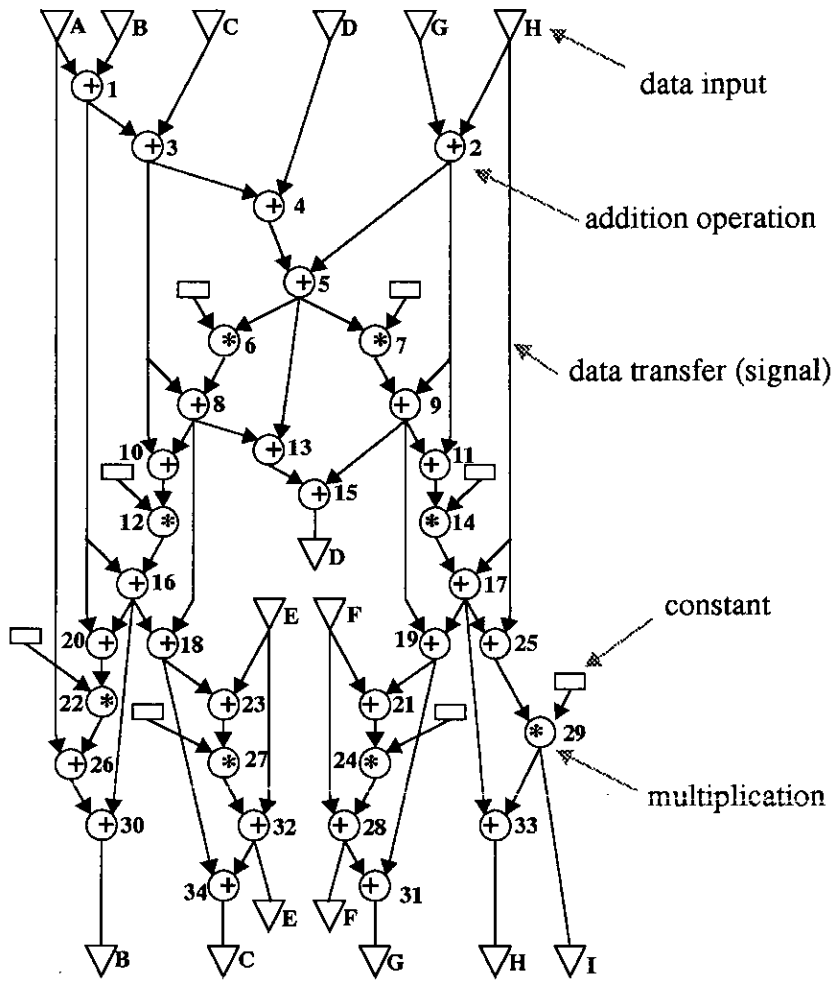 A B C D G H
data input
+ 1
+ 3 + 2
+ 4
addition operation
+ 5
* 6 * 7
data transfer (signal)
+ 8 + 9
10 + + 13 + 11
+ 15
12 * * 14
D
+ 16 + 17
E F
constant
20 + + 18 19 + + 25
22 * + 23 + 21
* 29
26 + * 27 24 * 
multiplication
+ 30 + 32 + 28 + 33
34 + + 31
E F
B C G H I